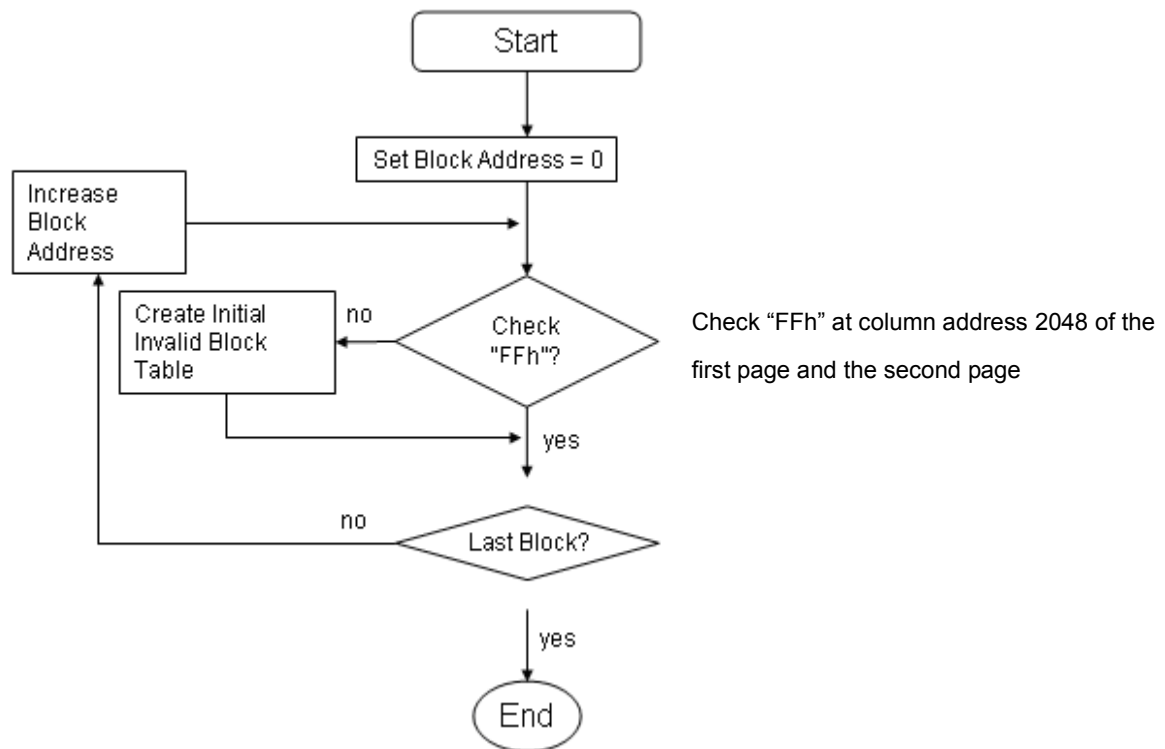 Start
Set Block Address = 0
Increase
Block
Address
Create Initial
Invalid Block
Table
no
Check
"FFh"?
Check “FFh” at column address 2048 of the
first page and the second page
yes
no
Last Block?
yes
End